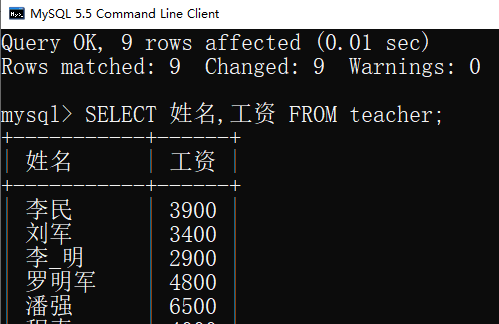 MySQL 5.5 Command Line Client
Query OK, 9 rows affected (0.01 sec)
Rows matched: 9  Changed: 9  Warnings: 0
mysql> SELECT 姓名,工资 FROM teacher;
+-----------+------+
| 姓名 | 工资 |
+-----------+------+
| 李民 | 3900 |
| 刘军 | 3400 |
| 李_明 | 2900 |
| 罗明军 | 4800 |
| 潘强 | 6500 |